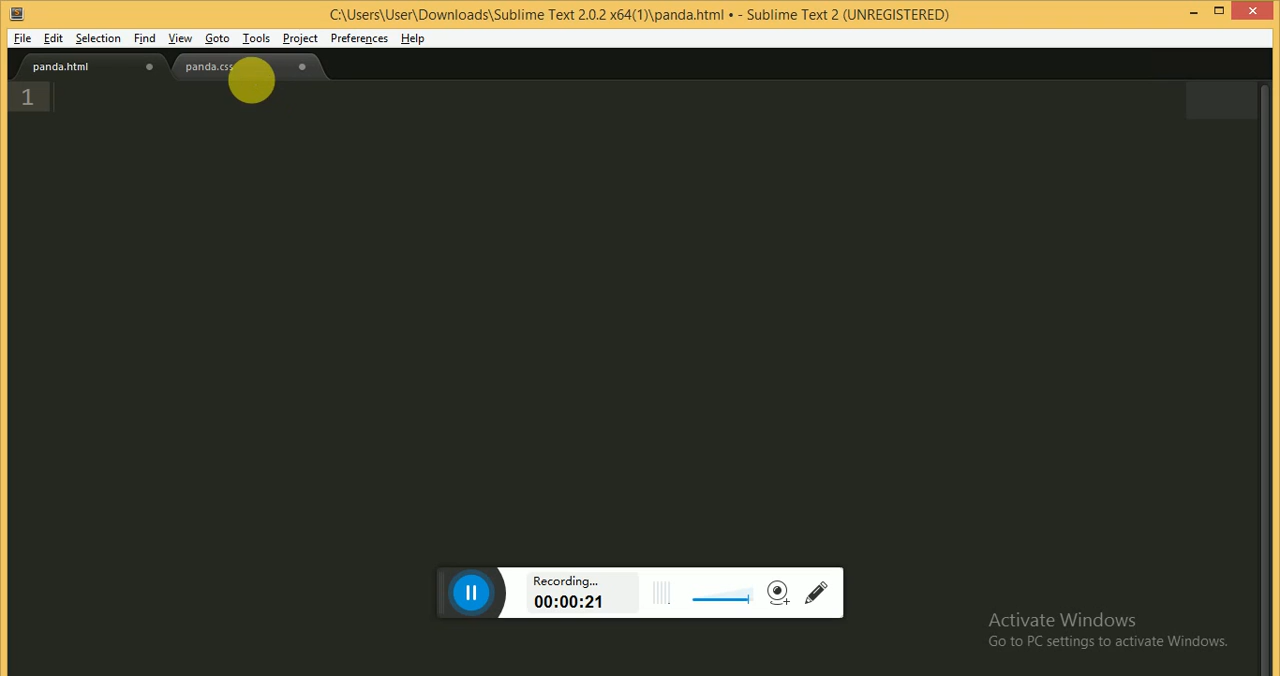 C:\Users\User\Downloads\Sublime Text 2.0.2 x64(1)\panda.html • - Sublime Text 2 (UNREGISTERED)
File Edit Selection Find View Goto Tools Project Preferences Help
panda.html panda.css
1
Recording...
00:00:21
Activate Windows
Go to PC settings to activate Windows.